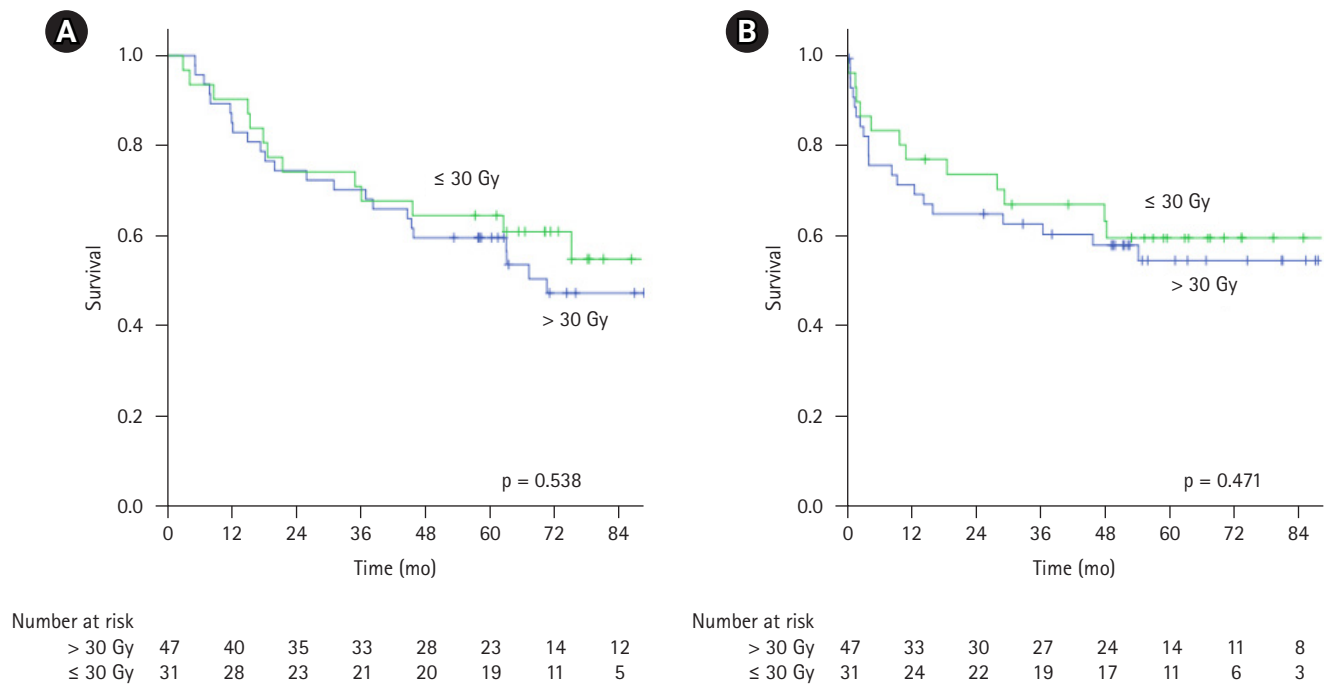 A
1.0
0.8
0.6
0.4
0.2
0.0
Survival
≤ 30 Gy
> 30 Gy
p = 0.538
0 12 24 36 48 60 72 84
Time (mo)
Number at risk
> 30 Gy 47 40 35 33 28 23 14 12
≤ 30 Gy 31 28 23 21 20 19 11 5
B
1.0
0.8
0.6
0.4
0.2
0.0
Survival
≤ 30 Gy
> 30 Gy
p = 0.471
0 12 24 36 48 60 72 84
Time (mo)
Number at risk
> 30 Gy 47 33 30 27 24 14 11 8
≤ 30 Gy 31 24 22 19 17 11 6 3